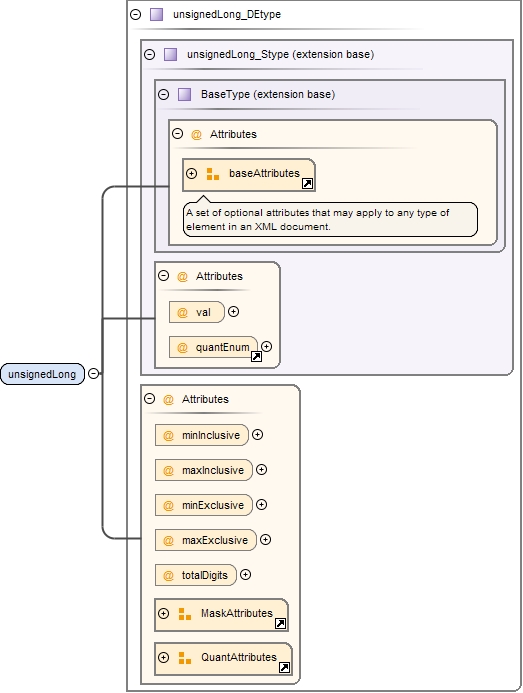 unsignedLong_DEtype
unsignedLong_Stype (extension base)
BaseType (extension base)
@ Attributes
baseAttributes
A set of optional attributes that may apply to any type of
element in an XML document.
@ Attributes
@ val
@ quantEnum
unsignedLong
@ Attributes
@ minInclusive
@ maxInclusive
@ minExclusive
@ maxExclusive
@ totalDigits
MaskAttributes
QuantAttributes